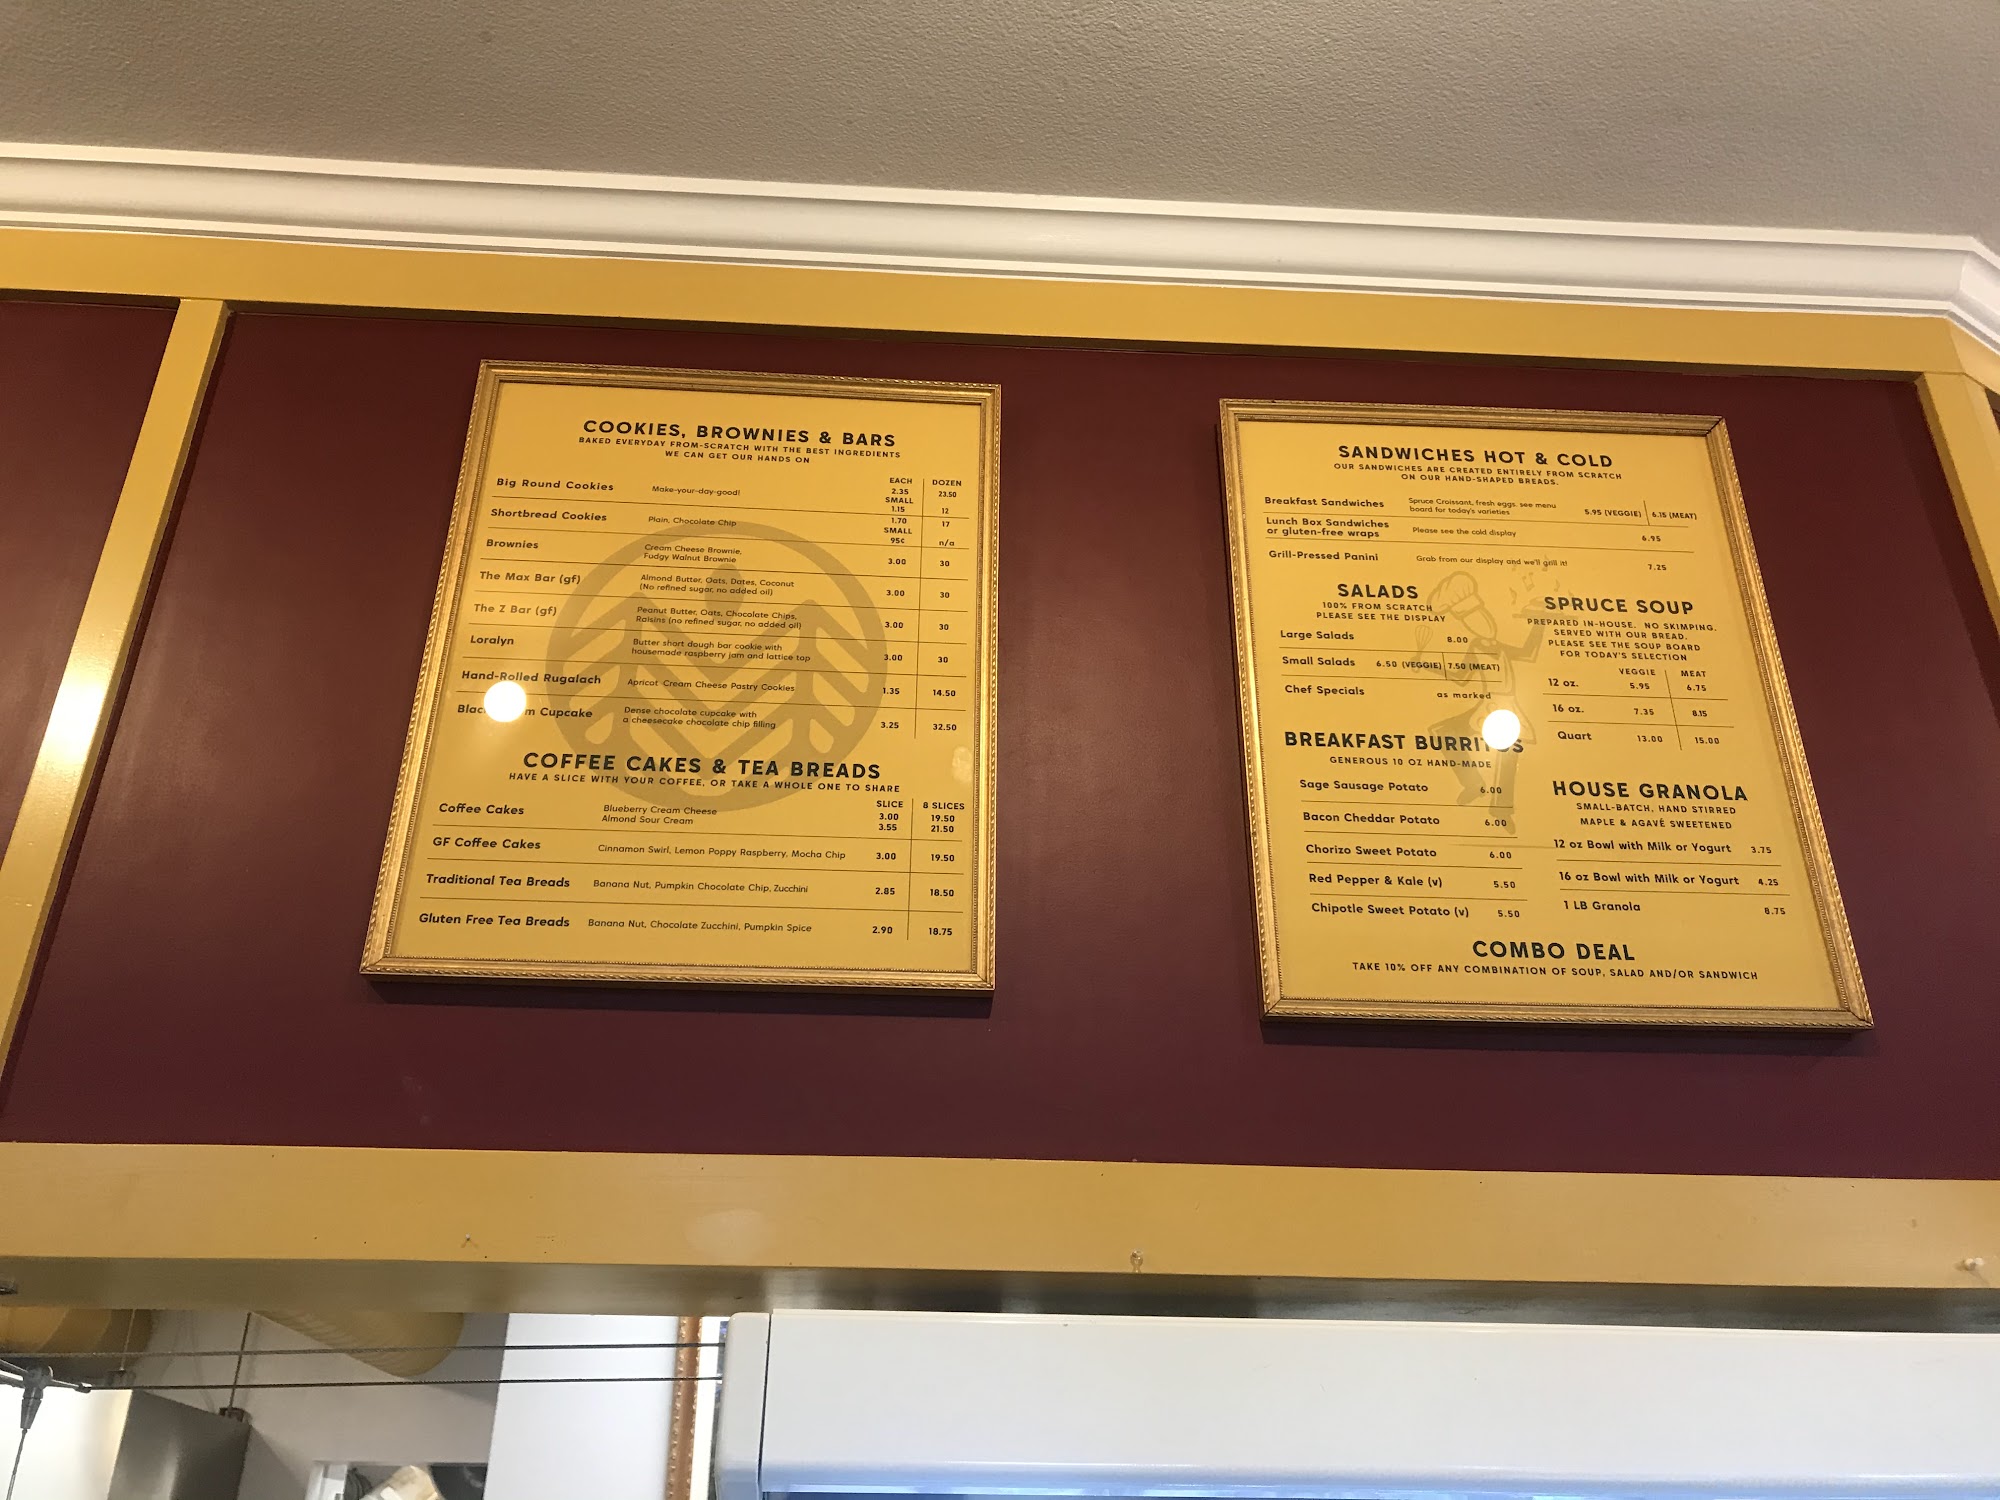 COOKIES, BROWNIES & BARS
BAKED EVERYDAY FROM-SCRATCH WITH THE BEST INGREDIENTS
WE CAN GET OUR HANDS ON
EACH DOZEN
Big Round Cookies Make-your-day-good! 2.35 23.50
SMALL
1.15 12
Shortbread Cookies Plain, Chocolate Chip 1.70 17
SMALL
95¢ n/a
Brownies Cream Cheese Brownie,
Fudgy Walnut Brownie 3.00 30
The Max Bar (gf) Almond Butter, Oats, Dates, Coconut
(No refined sugar, no added oil) 3.00 30
The Z Bar (gf) Peanut Butter, Oats, Chocolate Chips,
Raisins (no refined sugar, no added oil) 3.00 30
Loralyn Butter short dough bar cookie with
housemade raspberry jam and lattice top 3.00 30
Hand-Rolled Rugalach Apricot Cream Cheese Pastry Cookies 1.35 14.50
Cupcake Dense chocolate cupcake with
a cheesecake chocolate chip filling 3.25 32.50
COFFEE CAKES & TEA BREADS
HAVE A SLICE WITH YOUR COFFEE, OR TAKE A WHOLE ONE TO SHARE
SLICE 8 SLICES
Coffee Cakes Blueberry Cream Cheese 3.00 19.50
Almond Sour Cream 3.55 21.50
GF Coffee Cakes Cinnamon Swirl, Lemon Poppy Raspberry, Mocha Chip 3.00 19.50
Traditional Tea Breads Banana Nut, Pumpkin Chocolate Chip, Zucchini 2.85 18.50
Gluten Free Tea Breads Banana Nut, Chocolate Zucchini, Pumpkin Spice 2.90 18.75
SANDWICHES HOT & COLD
OUR SANDWICHES ARE CREATED ENTIRELY FROM SCRATCH
ON OUR HAND-SHAPED BREADS.
Breakfast Sandwiches Spruce Croissant, fresh eggs. see menu
board for today's varieties 5.95 (VEGGIE) 6.15 (MEAT)
Lunch Box Sandwiches
or gluten-free wraps Please see the cold display 6.95
Grill-Pressed Panini Grab from our display and we'll grill it! 7.25
SALADS
100% FROM SCRATCH
PLEASE SEE THE DISPLAY
Large Salads 8.00
Small Salads 6.50 (VEGGIE) 7.50 (MEAT)
Chef Specials as marked
BREAKFAST BURRITOS
GENEROUS 10 OZ HAND-MADE
Sage Sausage Potato 6.00
Bacon Cheddar Potato 6.00
Chorizo Sweet Potato 6.00
Red Pepper & Kale (v) 5.50
Chipotle Sweet Potato (v) 5.50
SPRUCE SOUP
PREPARED IN-HOUSE. NO SKIMPING.
SERVED WITH OUR BREAD.
PLEASE SEE THE SOUP BOARD
FOR TODAY'S SELECTION
VEGGIE MEAT
12 oz. 5.95 6.75
16 oz. 7.35 8.15
Quart 13.00 15.00
HOUSE GRANOLA
SMALL-BATCH, HAND STIRRED
MAPLE & AGAVÉ SWEETENED
12 oz Bowl with Milk or Yogurt 3.75
16 oz Bowl with Milk or Yogurt 4.25
1 LB Granola 8.75
COMBO DEAL
TAKE 10% OFF ANY COMBINATION OF SOUP, SALAD AND/OR SANDWICH